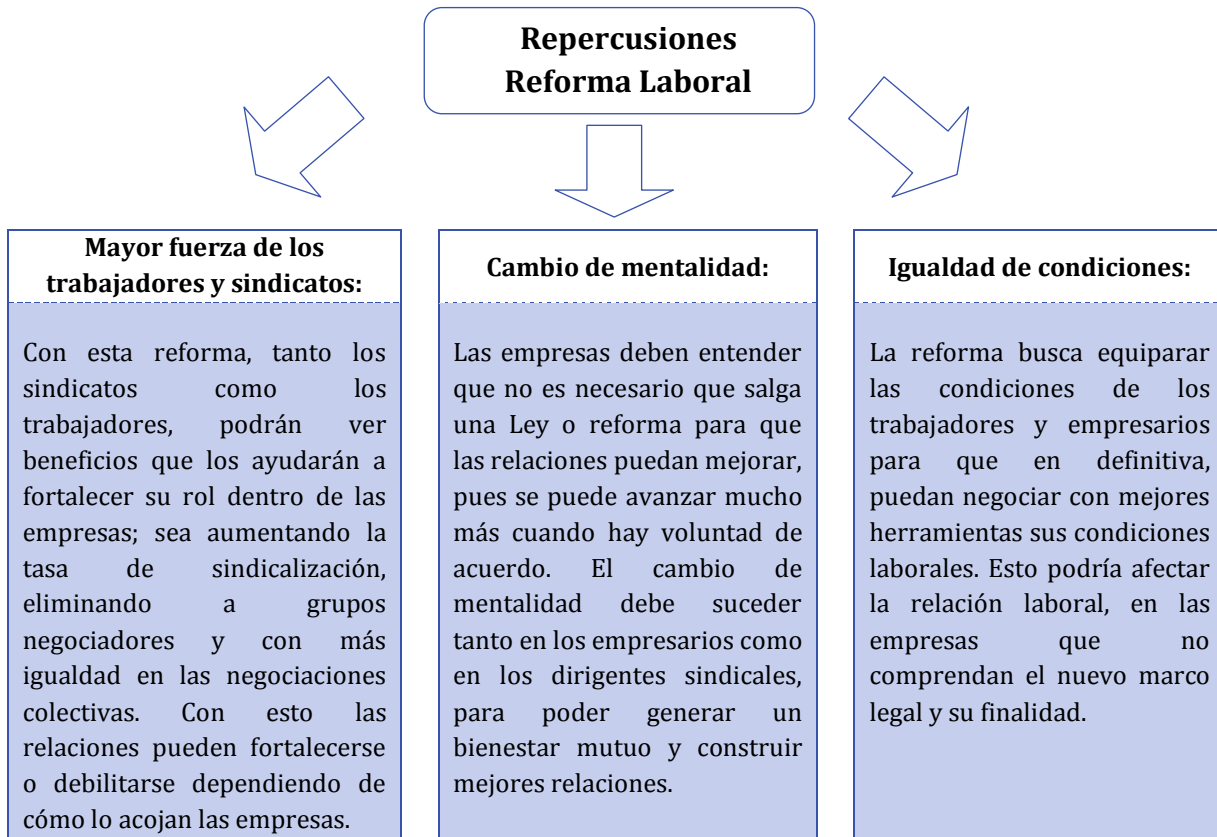 Repercusiones
Reforma Laboral
Mayor fuerza de los
trabajadores y sindicatos:
Con esta reforma, tanto los
sindicatos como los
trabajadores, podrán ver
beneficios que los ayudarán a
fortalecer su rol dentro de las
empresas; sea aumentando la
tasa de sindicalización,
eliminando a grupos
negociadores y con más
igualdad en las negociaciones
colectivas. Con esto las
relaciones pueden fortalecerse
o debilitarse dependiendo de
cómo lo acojan las empresas.
Cambio de mentalidad:
Las empresas deben entender
que no es necesario que salga
una Ley o reforma para que
las relaciones puedan mejorar,
pues se puede avanzar mucho
más cuando hay voluntad de
acuerdo. El cambio de
mentalidad debe suceder
tanto en los empresarios como
en los dirigentes sindicales,
para poder generar un
bienestar mutuo y construir
mejores relaciones.
Igualdad de condiciones:
La reforma busca equiparar
las condiciones de los
trabajadores y empresarios
para que en definitiva,
puedan negociar con mejores
herramientas sus condiciones
laborales. Esto podría afectar
la relación laboral, en las
empresas que no
comprendan el nuevo marco
legal y su finalidad.